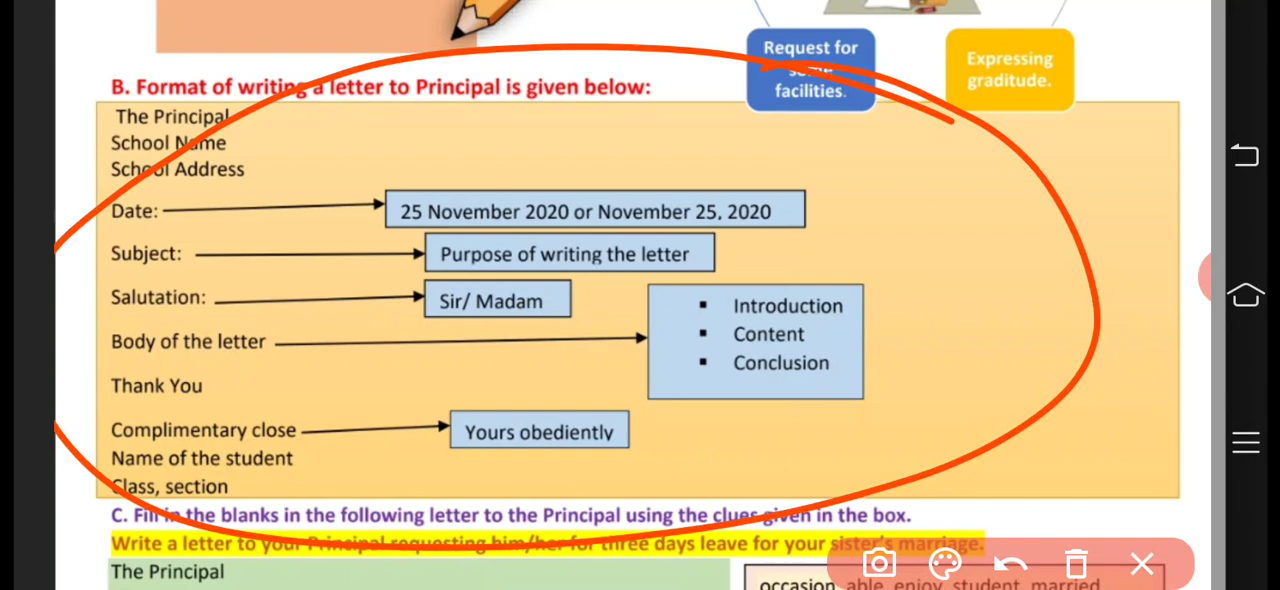 Request for
some
facilities.
Expressing
graditude.
B. Format of writing a letter to Principal is given below:
The Principal
School Name
School Address
Date:
25 November 2020 or November 25, 2020
Subject:
Purpose of writing the letter
Salutation:
Sir/ Madam
Body of the letter
▪ Introduction
▪ Content
▪ Conclusion
Thank You
Complimentary close
Yours obediently
Name of the student
Class, section
C. Fill in the blanks in the following letter to the Principal using the clues given in the box.
Write a letter to your Principal requesting him/her for three days leave for your sister's marriage.
The Principal
occasion, able, enjoy, student, married